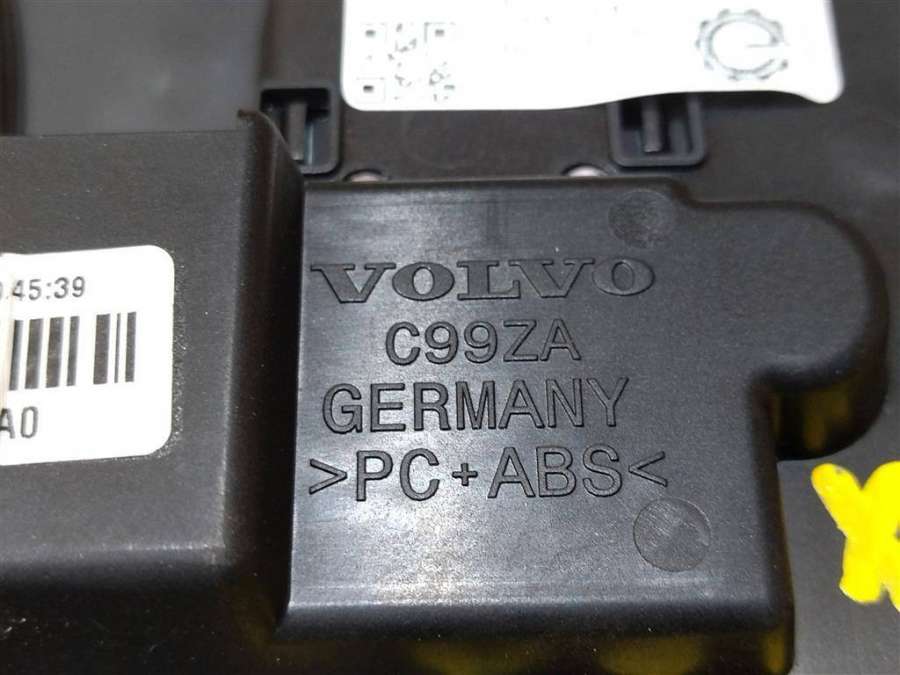 .45:39
A0
VOLVO
C99ZA
GERMANY
>PC+ABS<